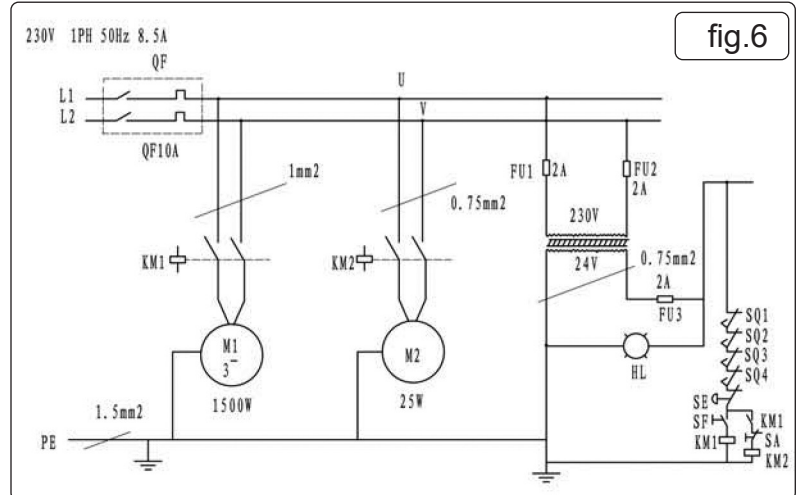 fig.6
230V 1PH 50Hz 8.5A
QF
L1
L2
QF10A
U
V
1mm2
0.75mm2
FU1
2A
FU2
2A
230V
24V
0.75mm2
2A
FU3
KM1
KM2
M1
3~
1500W
M2
25W
HL
SQ1
SQ2
SQ3
SQ4
SE
SF
KM1
KM1
SA
KM2
1.5mm2
PE